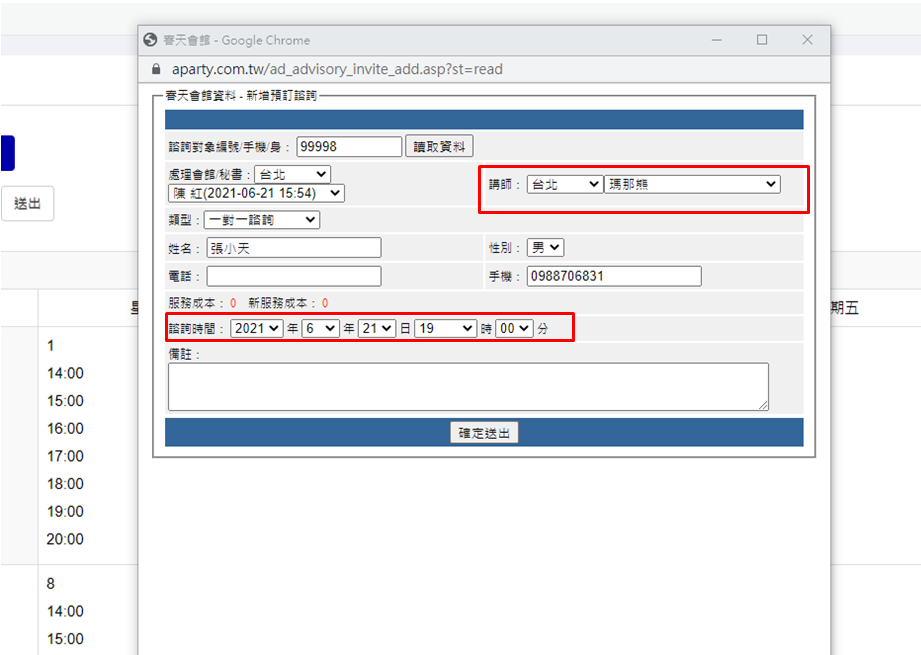 春天會館 - Google Chrome
aparty.com.tw/ad_advisory_invite_add.asp?st=read
春天會館資料 - 新增預訂諮詢
諮詢對象編號/手機/身： 99998 讀取資料
處理會館/秘書： 台北
陳 紅(2021-06-21 15:54)
講師： 台北 瑪那熊
類型： 一對一諮詢
姓名： 張小天 性別： 男
電話： 手機： 0988706831
服務成本： 0 新服務成本： 0
諮詢時間： 2021 年 6 年 21 日 19 時 00 分
備註：
確定送出
送出
期五
1
14:00
15:00
16:00
17:00
18:00
19:00
20:00
8
14:00
15:00